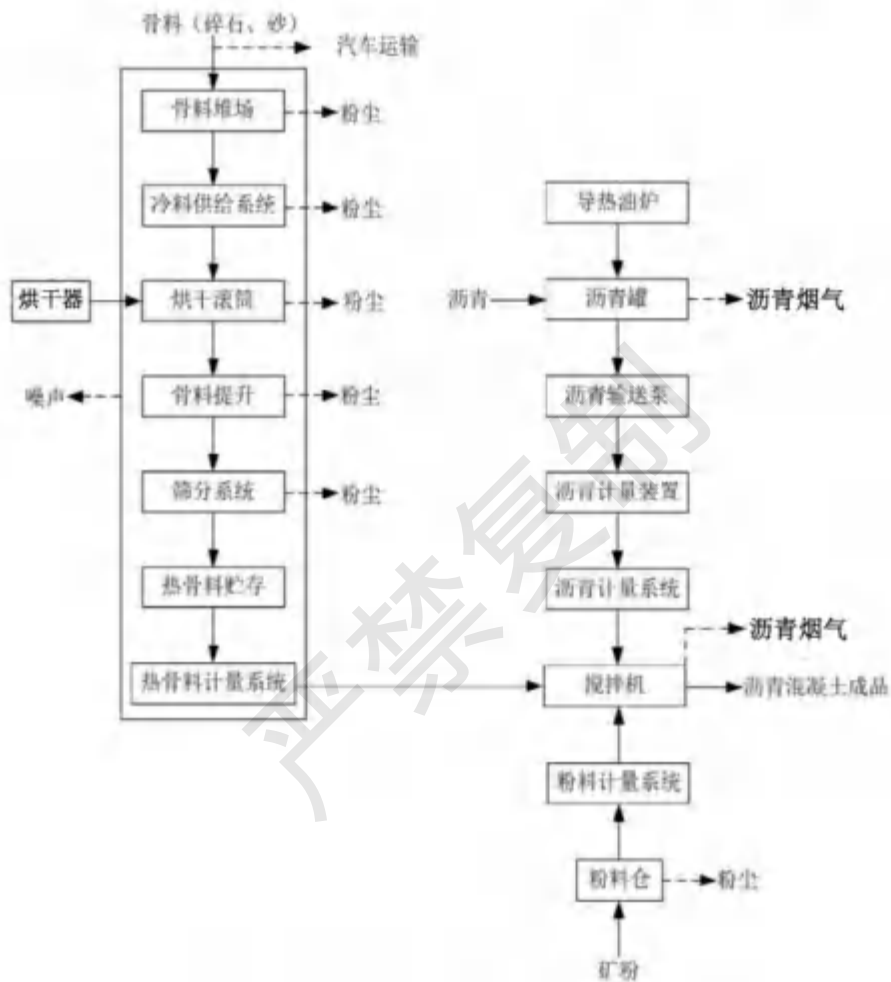 骨料（碎石、砂）
汽车运输
骨料堆场
粉尘
冷料供给系统
粉尘
导热油炉
烘干器
烘干滚筒
粉尘
沥青
沥青罐
沥青烟气
噪声
骨料提升
粉尘
沥青输送泵
筛分系统
粉尘
沥青计量装置
热骨料贮存
沥青计量系统
沥青烟气
热骨料计量系统
搅拌机
沥青混凝土成品
粉料计量系统
粉料仓
粉尘
矿粉
严禁复制